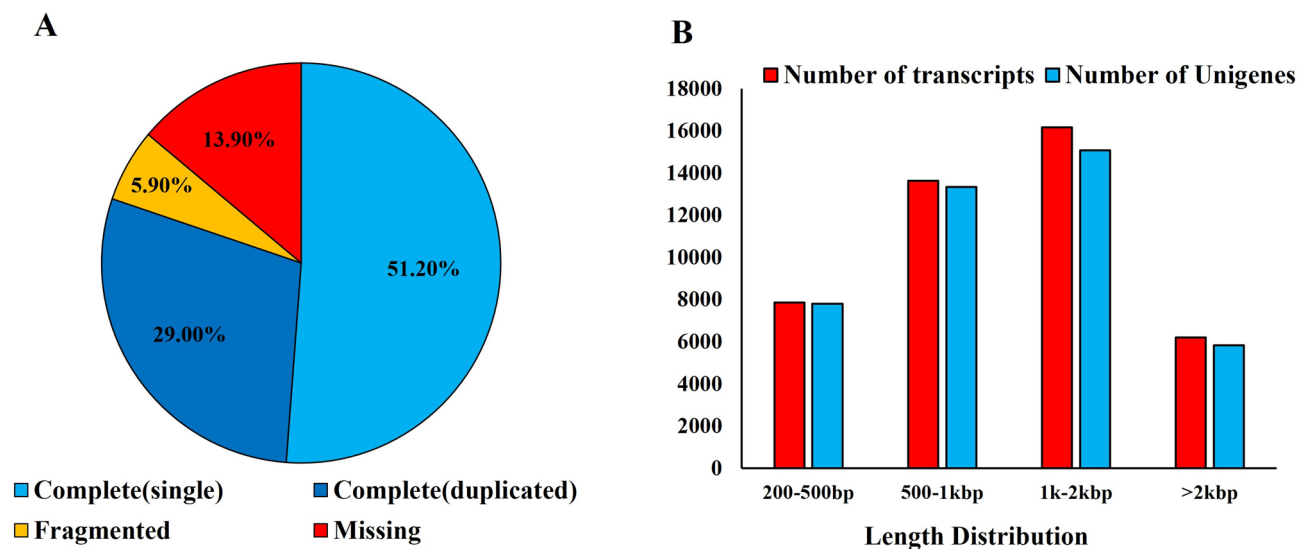 A
13.90%
5.90%
51.20%
29.00%
Complete(single)
Complete(duplicated)
Fragmented
Missing
B
Number of transcripts
Number of Unigenes
18000
16000
14000
12000
10000
8000
6000
4000
2000
0
200-500bp
500-1kbp
1k-2kbp
>2kbp
Length Distribution